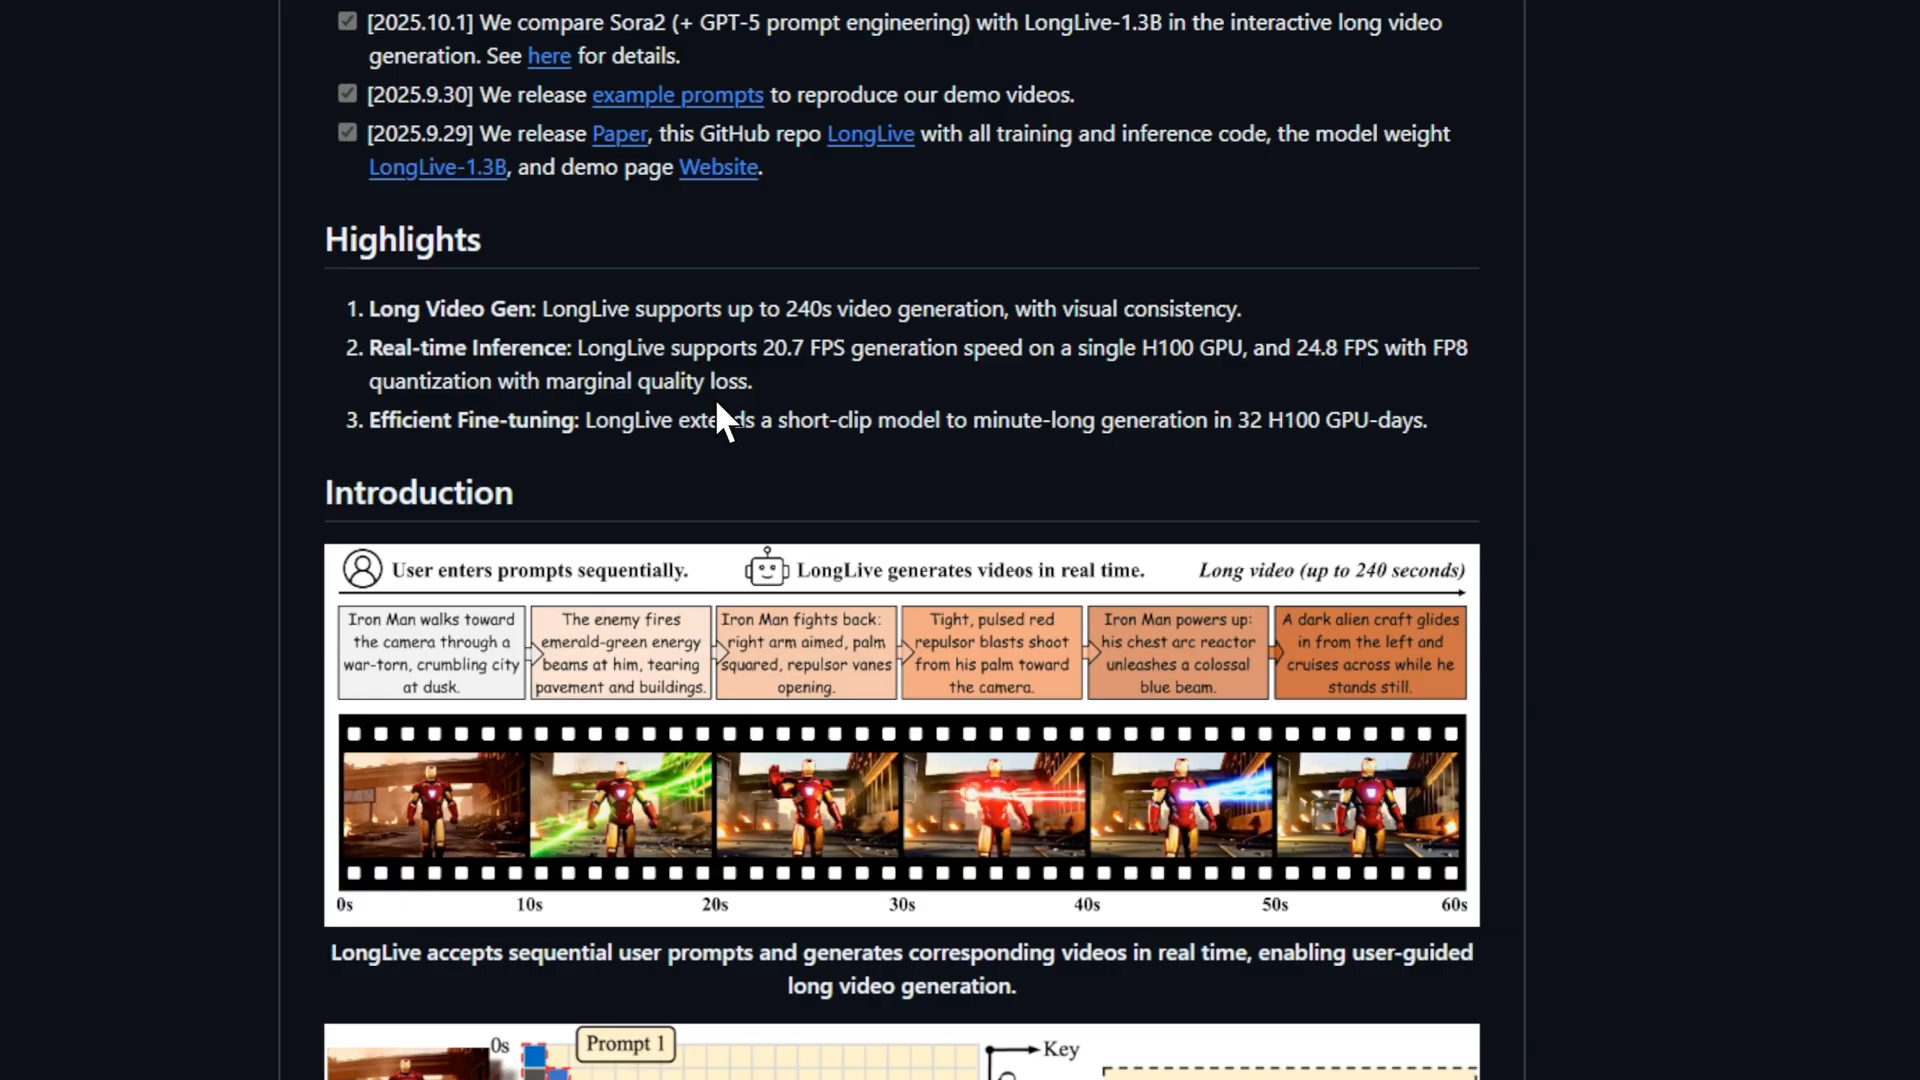 [2025.10.1] We compare Sora2 (+ GPT-5 prompt engineering) with LongLive-1.3B in the interactive long video
generation. See here for details.
[2025.9.30] We release example prompts to reproduce our demo videos.
[2025.9.29] We release Paper, this GitHub repo LongLive with all training and inference code, the model weight
LongLive-1.3B, and demo page Website.
Highlights
1. Long Video Gen: LongLive supports up to 240s video generation, with visual consistency.
2. Real-time Inference: LongLive supports 20.7 FPS generation speed on a single H100 GPU, and 24.8 FPS with FP8
quantization with marginal quality loss.
3. Efficient Fine-tuning: LongLive extends a short-clip model to minute-long generation in 32 H100 GPU-days.
Introduction
User enters prompts sequentially.
LongLive generates videos in real time.
Long video (up to 240 seconds)
Iron Man walks toward
the camera through a
war-torn, crumbling city
at dusk.
The enemy fires
emerald-green energy
beams at him, tearing
pavement and buildings.
Iron Man fights back:
right arm aimed, palm
squared, repulsor vanes
opening.
Tight, pulsed red
repulsor blasts shoot
from his palm toward
the camera.
Iron Man powers up:
his chest arc reactor
unleashes a colossal
blue beam.
A dark alien craft glides
in from the left and
cruises across while he
stands still.
0s 10s 20s 30s 40s 50s 60s
LongLive accepts sequential user prompts and generates corresponding videos in real time, enabling user-guided
long video generation.
0s
Prompt 1
Key